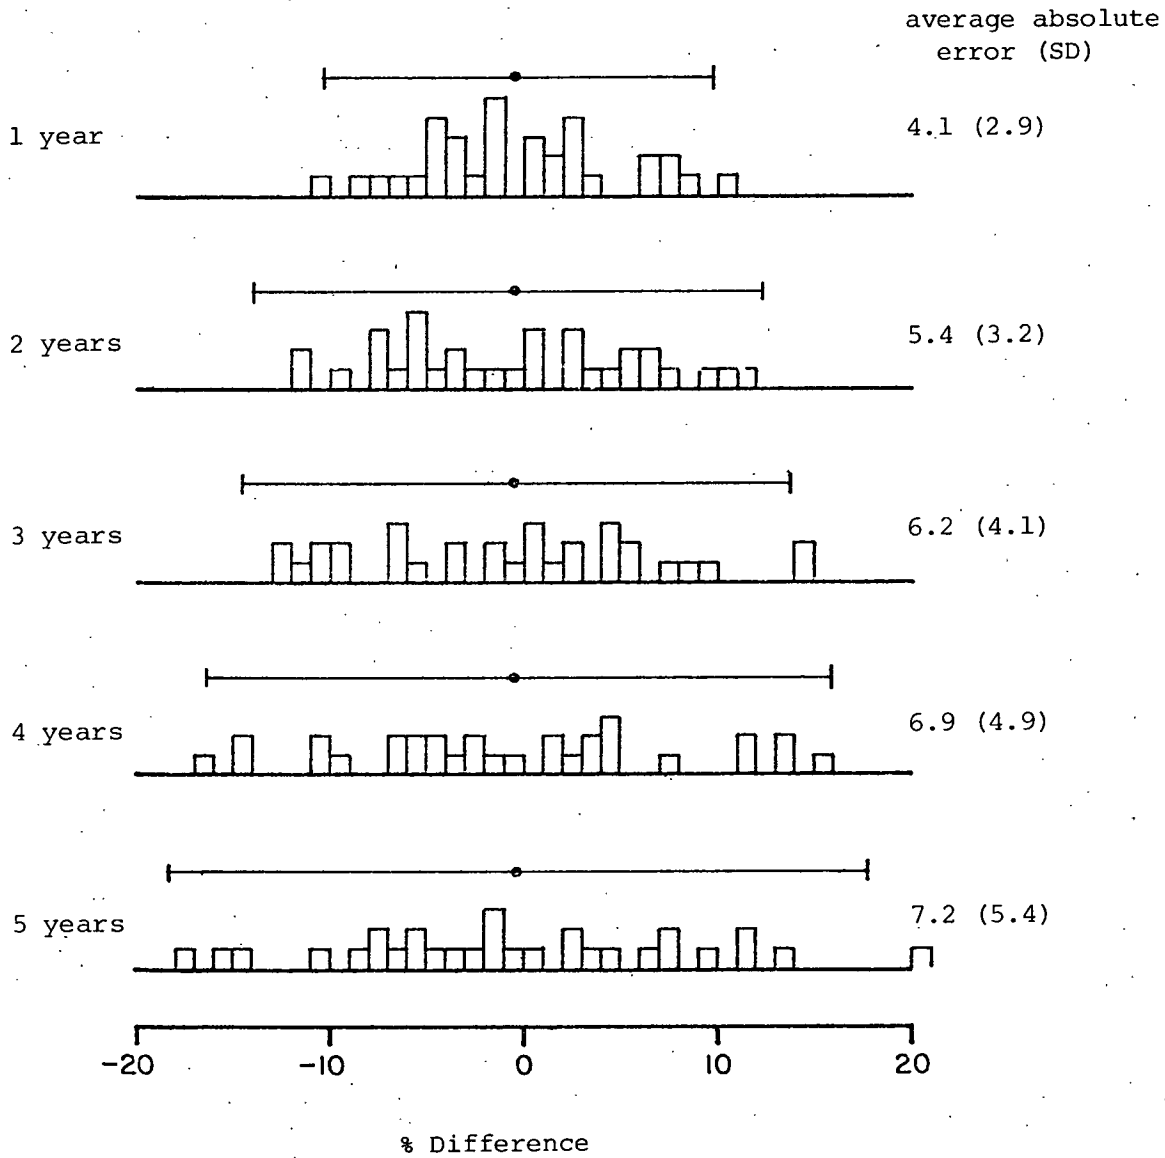 average absolute
error (SD)
1 year
4.1 (2.9)
2 years
5.4 (3.2)
3 years
6.2 (4.1)
4 years
6.9 (4.9)
5 years
7.2 (5.4)
-20 -10 0 10 20
% Difference